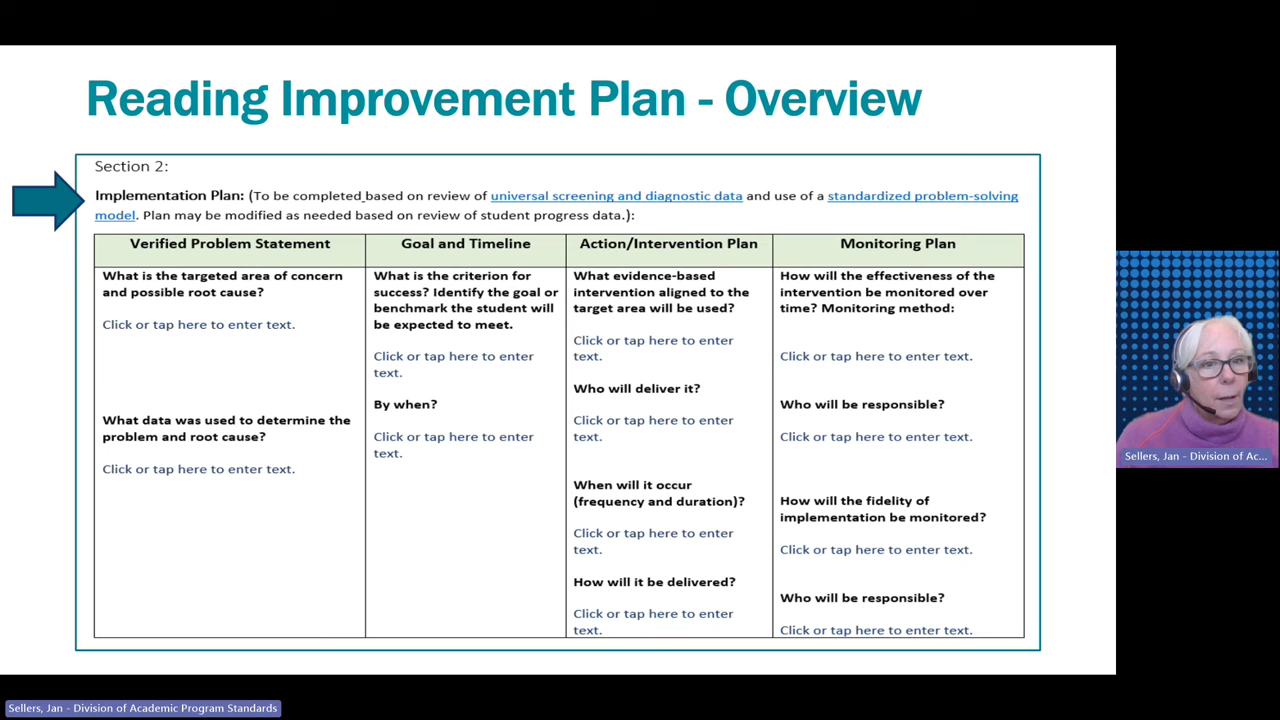 Reading Improvement Plan - Overview
Section 2:
Implementation Plan: (To be completed based on review of universal screening and diagnostic data and use of a standardized problem-solving
model. Plan may be modified as needed based on review of student progress data.):
Verified Problem Statement
What is the targeted area of concern
and possible root cause?
Click or tap here to enter text.
What data was used to determine the
problem and root cause?
Click or tap here to enter text.
Goal and Timeline
What is the criterion for
success? Identify the goal or
benchmark the student will
be expected to meet.
Click or tap here to enter
text.
By when?
Click or tap here to enter
text.
Action/Intervention Plan
What evidence-based
intervention aligned to the
target area will be used?
Click or tap here to enter
text.
Who will deliver it?
Click or tap here to enter
text.
When will it occur
(frequency and duration)?
Click or tap here to enter
text.
How will it be delivered?
Click or tap here to enter
text.
Monitoring Plan
How will the effectiveness of the
intervention be monitored over
time? Monitoring method:
Click or tap here to enter text.
Who will be responsible?
Click or tap here to enter text.
How will the fidelity of
implementation be monitored?
Click or tap here to enter text.
Who will be responsible?
Click or tap here to enter text.
Sellers, Jan - Division of Ac...
Sellers, Jan - Division of Academic Program Standards